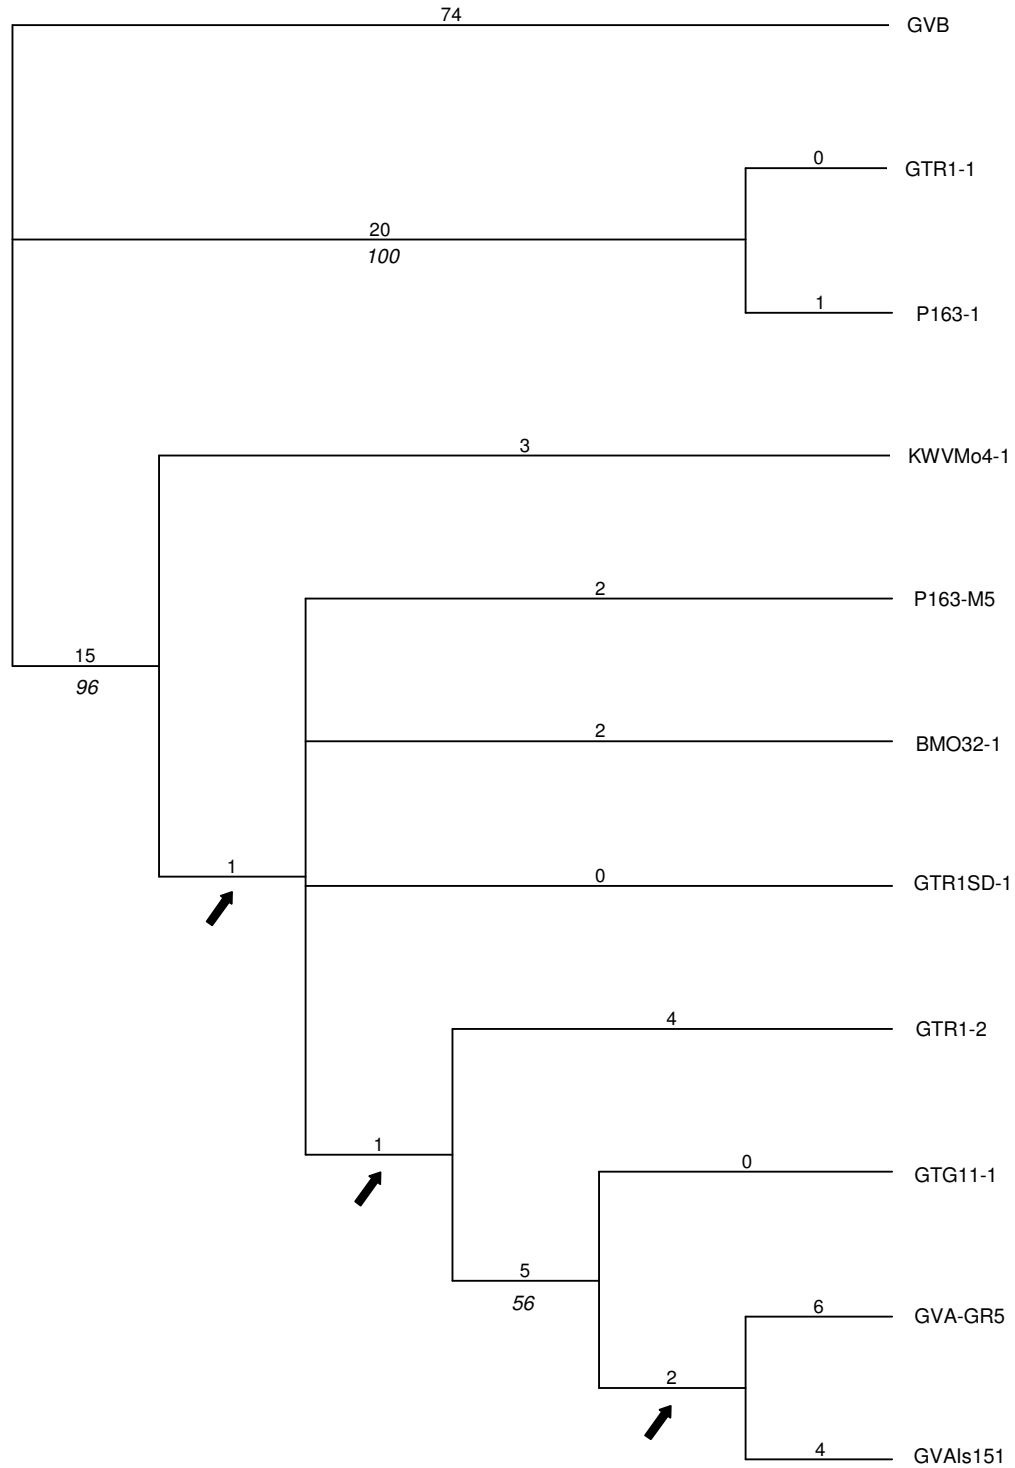 74
GVB
0
GTR1-1
20
100
1
P163-1
3
KWVMo4-1
2
P163-M5
15
96
2
BMO32-1
1
0
GTR1SD-1
4
GTR1-2
1
0
GTG11-1
5
56
6
GVA-GR5
2
4
GVAIs151